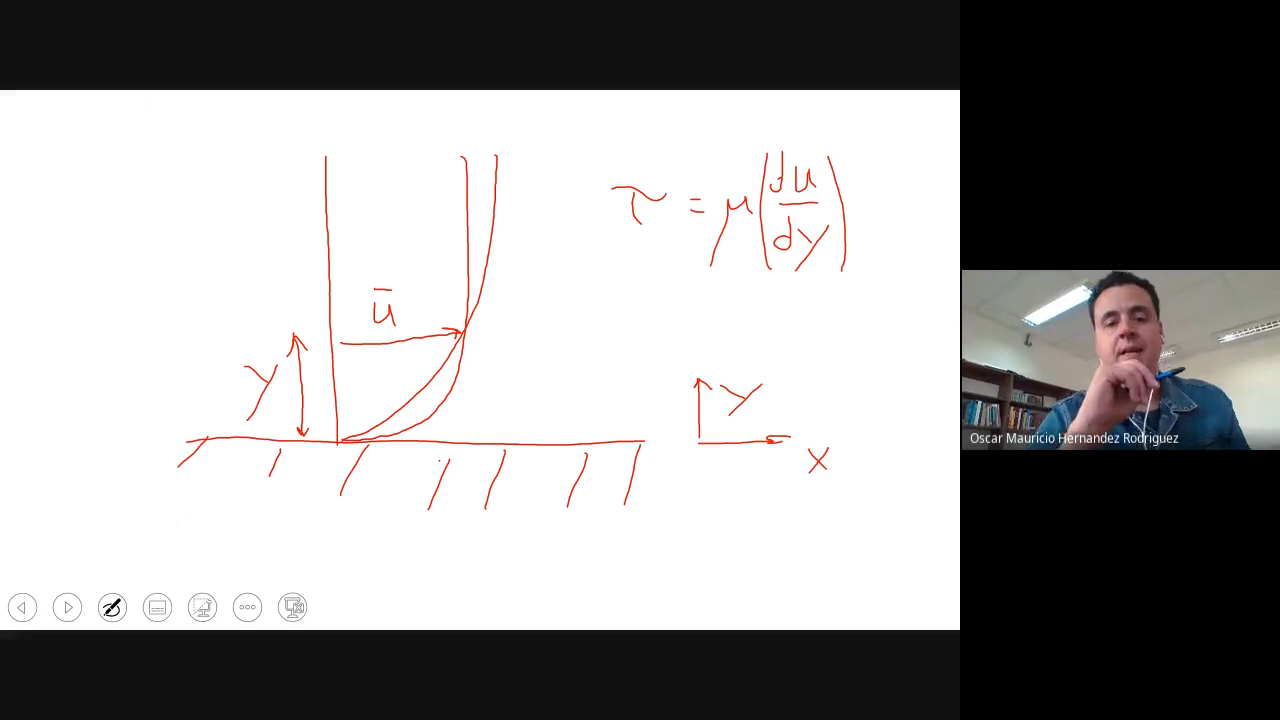 τ = μ(du/dy)
ū
y
y
x
Oscar Mauricio Hernandez Rodriguez